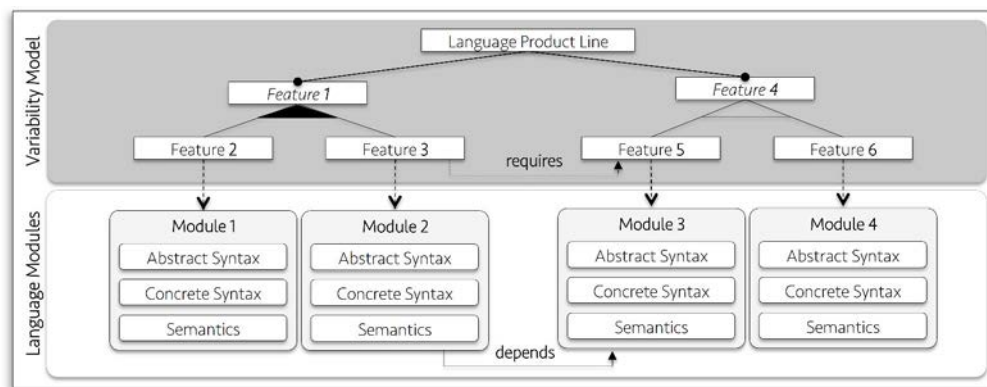 Variability Model
Language Product Line
Feature 1
Feature 4
Feature 2
Feature 3
requires
Feature 5
Feature 6
Language Modules
Module 1
Abstract Syntax
Concrete Syntax
Semantics
Module 2
Abstract Syntax
Concrete Syntax
Semantics
depends
Module 3
Abstract Syntax
Concrete Syntax
Semantics
Module 4
Abstract Syntax
Concrete Syntax
Semantics